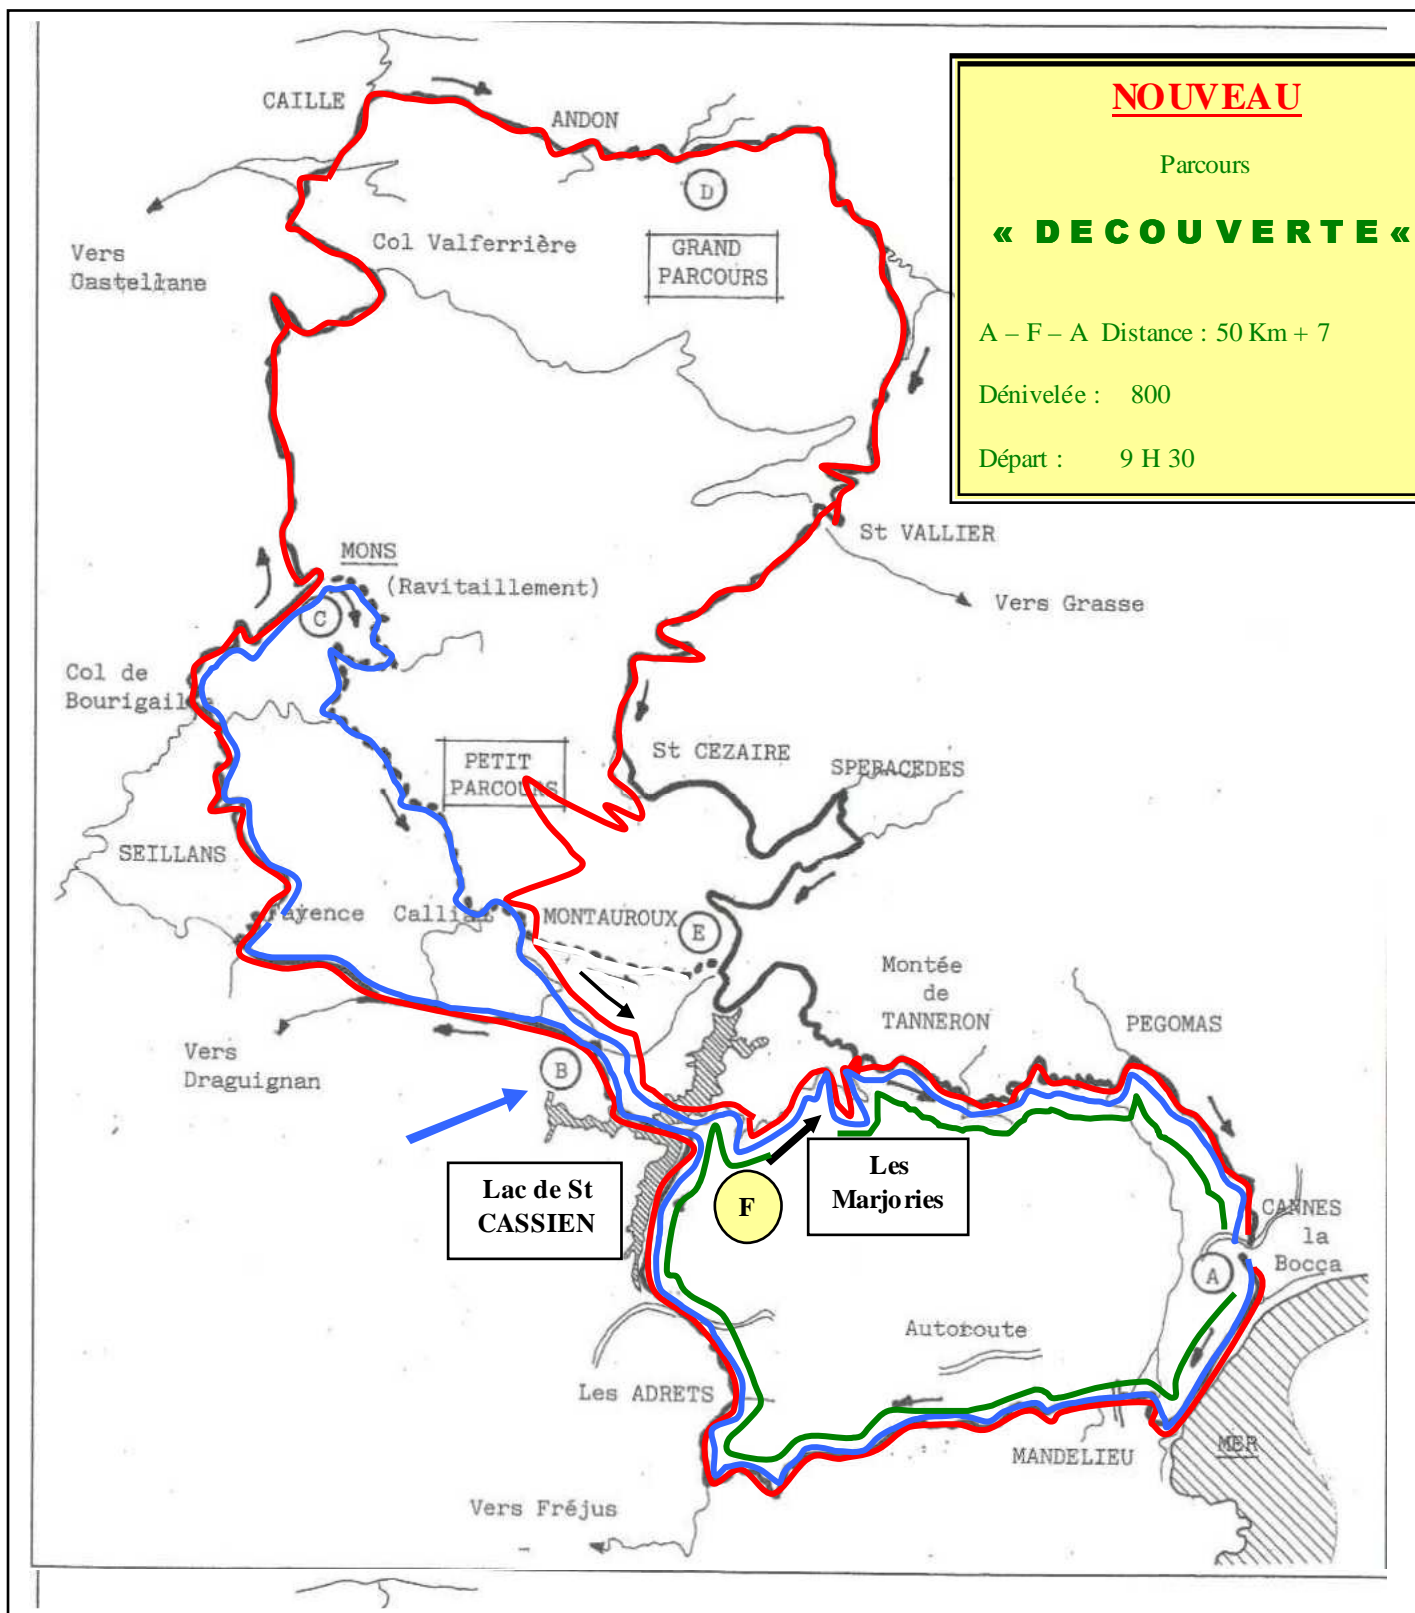 NOUVEAU
Parcours
« DECOUVERTE«
A – F – A Distance : 50 Km + 7
Dénivelée : 800
Départ : 9 H 30
CAILLE
ANDON
D
GRAND
PARCOURS
Col Valferrière
Vers
Castellane
St VALLIER
Vers Grasse
MONS
(Ravitaillement)
C
Col de
Bourigaille
PETIT
PARCOURS
St CEZAIRE
SPERACEDES
SEILLANS
Fayence
Callian
MONTAUROUX
E
Montée
de
TANNERON
PEGOMAS
Vers
Draguignan
B
Lac de St
CASSIEN
F
Les
Marjories
CANNES
la
Bocca
A
Autoroute
Les ADRETS
MANDELIEU
MER
Vers Fréjus